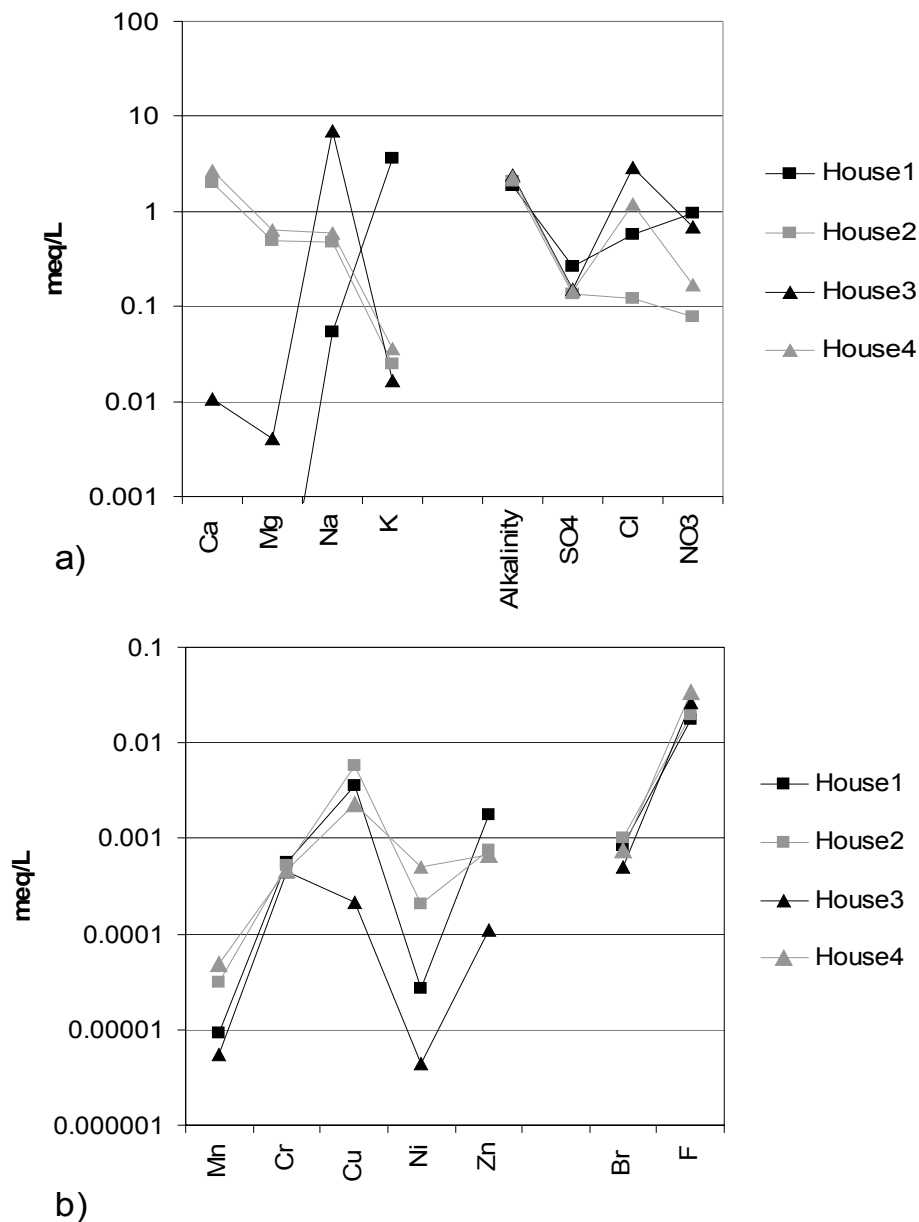 100
10
1
0.1
0.01
0.001
meq/L
Ca
Mg
Na
K
Alkalinity
SO4
Cl
NO3
House1
House2
House3
House4
a)
0.1
0.01
0.001
0.0001
0.00001
0.000001
meq/L
Mn
Cr
Cu
Ni
Zn
Br
F
House1
House2
House3
House4
b)